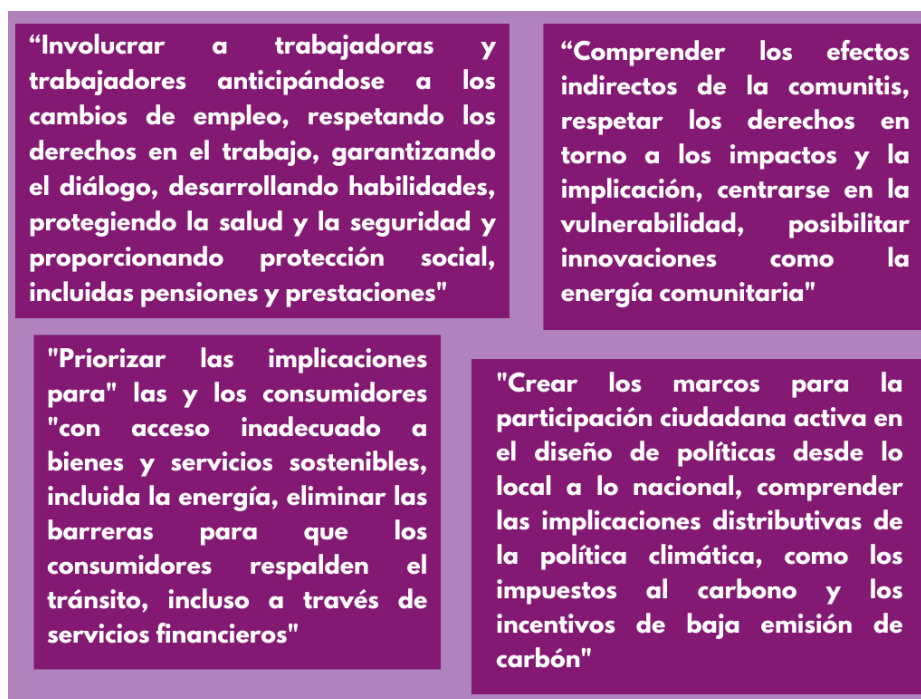 “Involucrar a trabajadoras y
trabajadores anticipándose a los
cambios de empleo, respetando los
derechos en el trabajo, garantizando
el diálogo, desarrollando habilidades,
protegiendo la salud y la seguridad y
proporcionando protección social,
incluidas pensiones y prestaciones"
“Comprender los efectos
indirectos de la comunitis,
respetar los derechos en
torno a los impactos y la
implicación, centrarse en la
vulnerabilidad, posibilitar
innovaciones como la
energía comunitaria"
"Priorizar las implicaciones
para" las y los consumidores
"con acceso inadecuado a
bienes y servicios sostenibles,
incluida la energía, eliminar las
barreras para que los
consumidores respalden el
tránsito, incluso a través de
servicios financieros"
"Crear los marcos para la
participación ciudadana activa en
el diseño de políticas desde lo
local a lo nacional, comprender
las implicaciones distributivas de
la política climática, como los
impuestos al carbono y los
incentivos de baja emisión de
carbón"